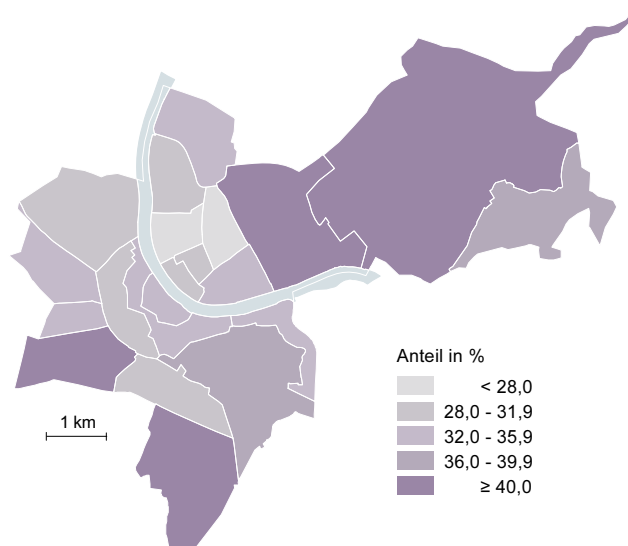 Anteil in %
< 28,0
28,0 - 31,9
32,0 - 35,9
36,0 - 39,9
≥ 40,0
1 km